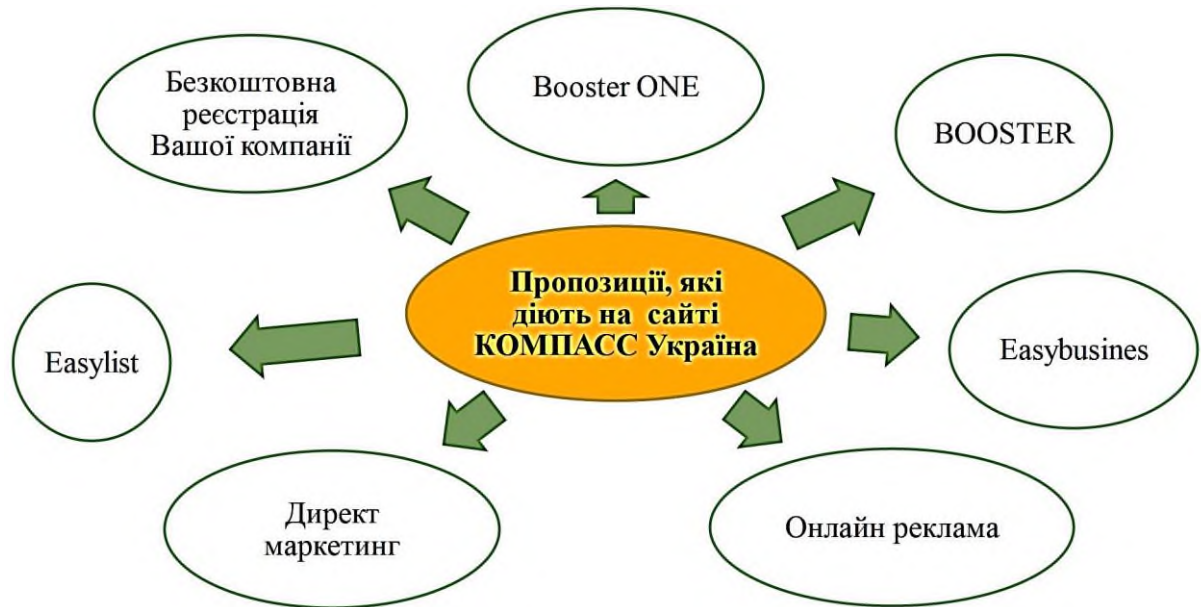 Безкоштовна
реєстрація
Вашої компанії
Booster ONE
BOOSTER
Пропозиції, які
діють на сайті
КОМПАСС Україна
Easylist
Easybusines
Директ
маркетинг
Онлайн реклама